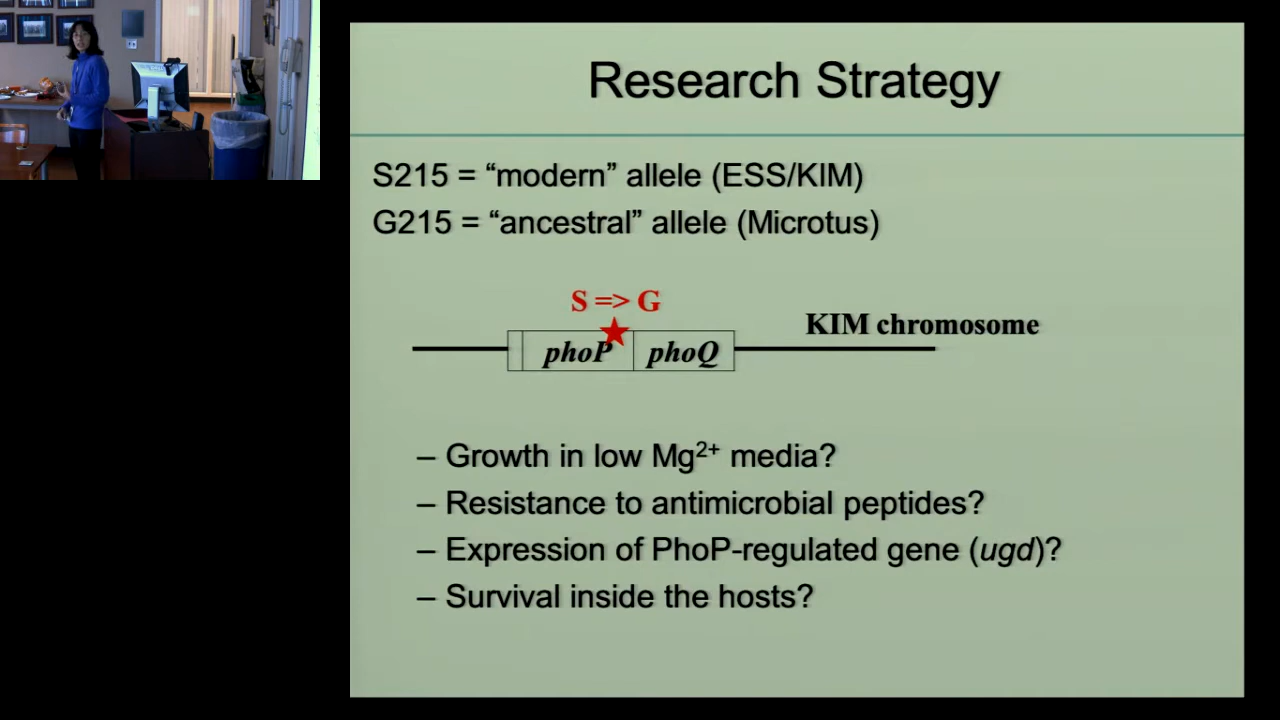 Research Strategy
S215 = “modern” allele (ESS/KIM)
G215 = “ancestral” allele (Microtus)
S => G
KIM chromosome
phoP phoQ
– Growth in low Mg²⁺ media?
– Resistance to antimicrobial peptides?
– Expression of PhoP-regulated gene (ugd)?
– Survival inside the hosts?